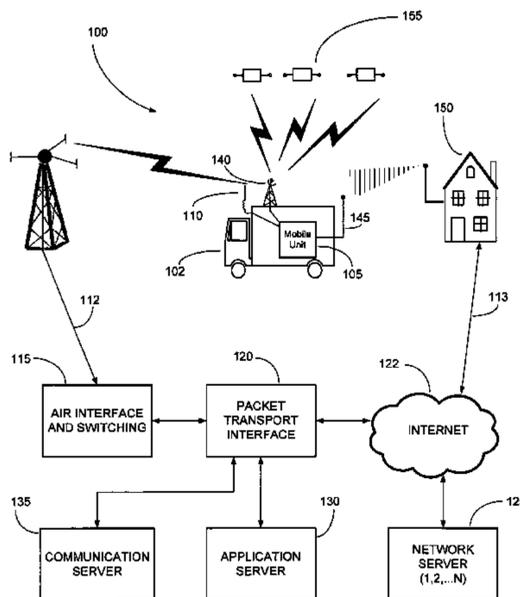 100
155
150
140
110
145
Mobile
Unit
102
105
112
113
115
120
122
AIR INTERFACE
AND SWITCHING
PACKET
TRANSPORT
INTERFACE
INTERNET
135
130
12
COMMUNICATION
SERVER
APPLICATION
SERVER
NETWORK
SERVER
(1,2,...N)